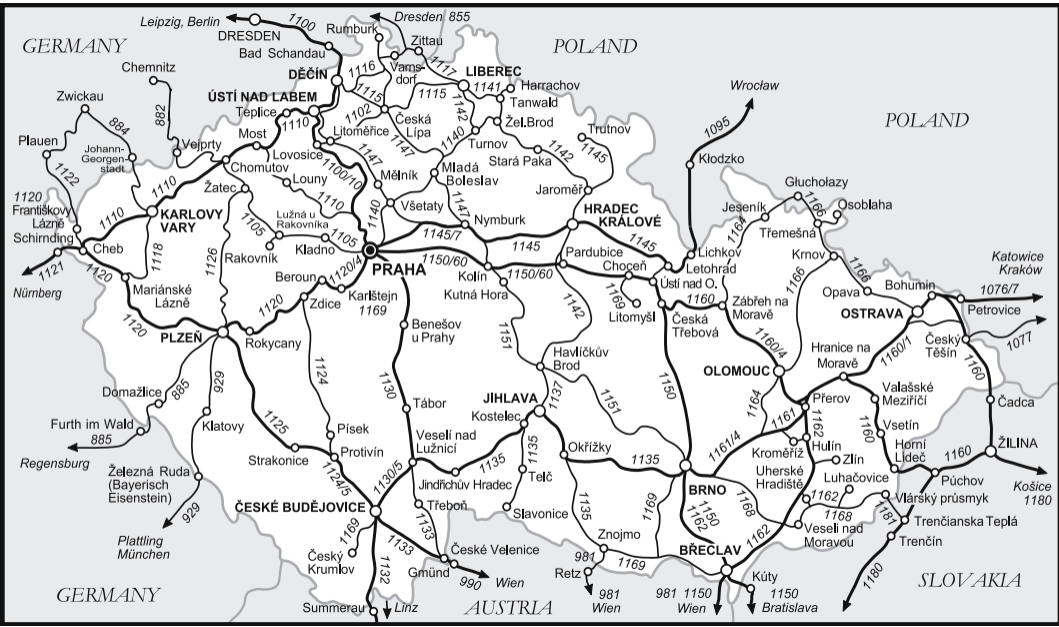 Leipzig, Berlin
1100
DRESDEN
Bad Schandau
Dresden 855
Rumburk
Zittau
GERMANY
POLAND
Chemnitz
DĚČÍN
1116
Varns-
dorf
1117
LIBEREC
Harrachov
1141
Tanwald
Wrocław
Zwickau
882
884
ÚSTÍ NAD LABEM
Teplice
1110
1115
1115
1102
1142
Česká
Lípa
Žel.Brod
Trutnov
1145
1095
POLAND
Plauen
1122
Johann-
Georgen-
stadt
Vejprty
Most
Litoměřice
1147
1147
1140
Turnov
Stará Paka
1142
Kłodzko
Chomutov
Lovosice
1100/10
Mladá
Boleslav
Jaroměř
Głuchołazy
1120
Františkovy
Lázně
Schirnding
1110
1110
Žatec
Louny
1110
Mělník
1140
Všetaty
1147
Nymburk
HRADEC
KRÁLOVÉ
Jeseník
1164
1166
Osoblaha
Třemešná
KARLOVY
VARY
1105
Lužná u
Rakovníka
1105
Kladno
1145/7
1145
1145
Lichkov
Krnov
Cheb
1121
1120
1118
1126
Rakovník
PRAHA
1150/60
Kolín
1150/60
Pardubice
Choceň
Letohrad
1166
1166
Katowice
Kraków
Nürnberg
Mariánské
Lázně
Beroun
1120/4
Karlštejn
1169
Kutná Hora
1169
Ústí nad O.
1160
Zábřeh na
Moravě
Opava
Bohumin
1076/7
Petrovice
1120
1120
Zdice
Litomyšl
Česká
Třebová
OSTRAVA
PLZEŇ
Rokycany
Benešov
u Prahy
1151
1142
1160/4
Hranice na
Moravě
1160/1
Český
Těšín
1077
Domažlice
885
929
1124
Havlíčkův
Brod
1150
OLOMOUC
1160
1130
1137
1151
1164
Přerov
Valašské
Meziříčí
Čadca
Furth im Wald
885
Klatovy
Písek
Tábor
JIHLAVA
Kostelec
1161
1162
Vsetín
Regensburg
1125
Protivín
Veselí nad
Lužnicí
1135
Okříšky
1135
1161/4
Kroměříž
Hulín
1160
Horní
Lideč
ŽILINA
Železná Ruda
(Bayerisch
Eisenstein)
Strakonice
1124/5
1130/5
1135
Jindřichův Hradec
Telč
BRNO
Uherské
Hradiště
Zlín
Luhačovice
Púchov
1160
929
ČESKÉ BUDĚJOVICE
Třeboň
Slavonice
1135
1169
1150
1162
1168
1162
1168
1181
Vlárský průsmyk
Košice
1180
Plattling
München
1169
1133
1133
Znojmo
Veseli nad
Moravou
Trenčianska Teplá
Český
Krumlov
1132
České Velenice
BŘECLAV
1162
Trenčín
Gmünd
990
Wien
981
Retz
1169
Kúty
1180
GERMANY
Summerau
Linz
AUSTRIA
981
Wien
981
1150
Wien
1150
Bratislava
SLOVAKIA